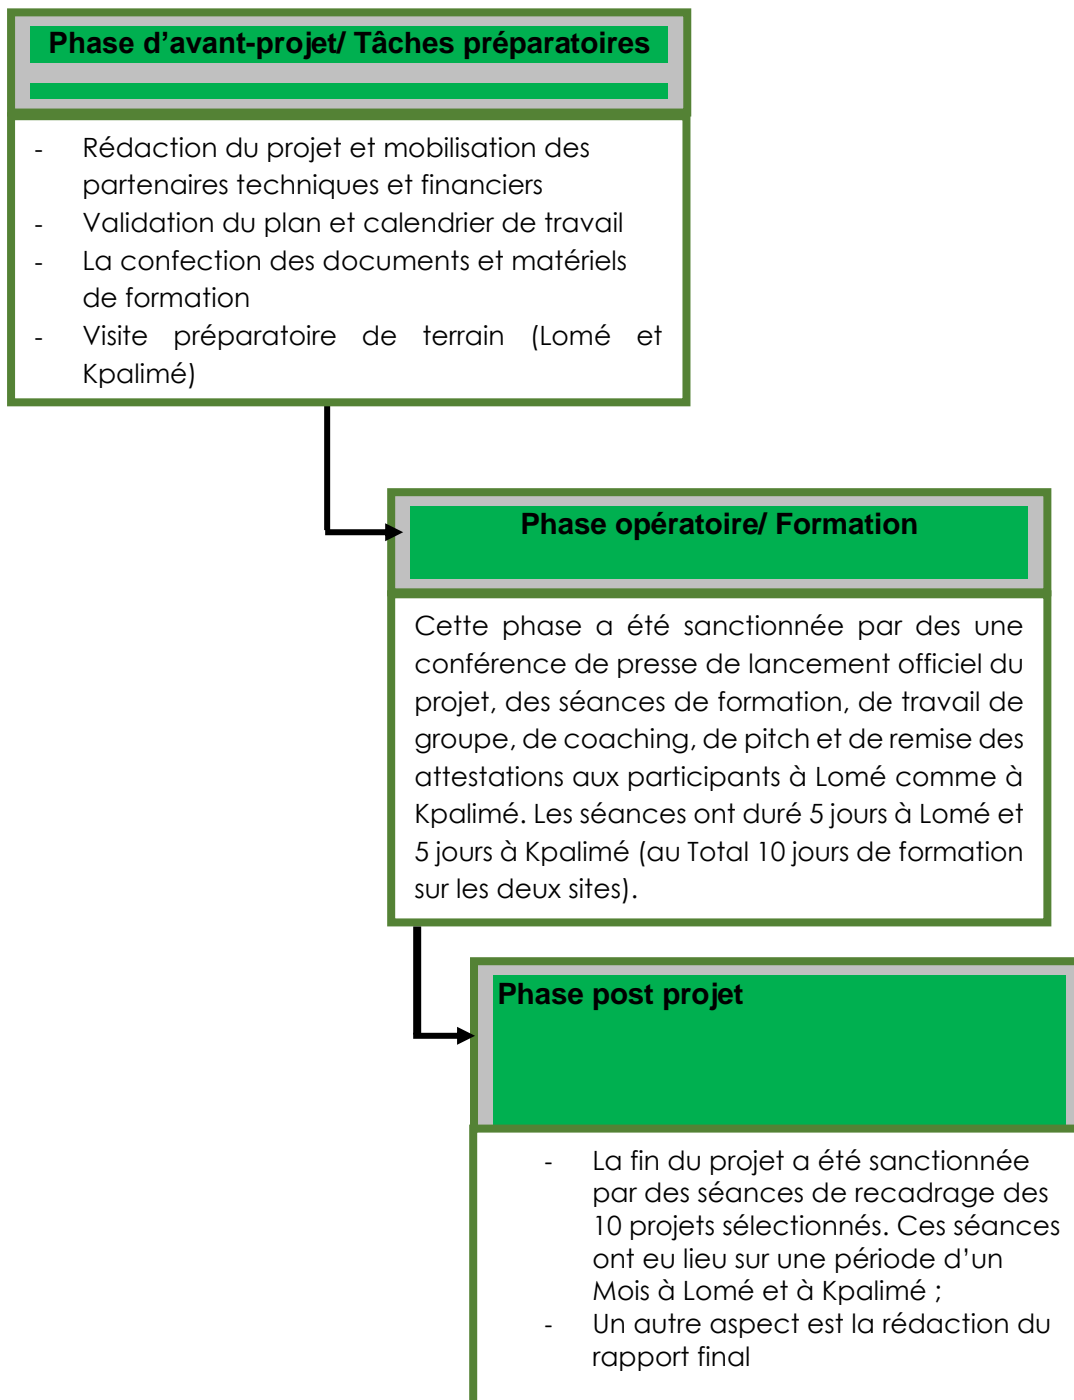 Phase d’avant-projet/ Tâches préparatoires
- Rédaction du projet et mobilisation des
partenaires techniques et financiers
- Validation du plan et calendrier de travail
- La confection des documents et matériels
de formation
- Visite préparatoire de terrain (Lomé et
Kpalimé)
Phase opératoire/ Formation
Cette phase a été sanctionnée par des une
conférence de presse de lancement officiel du
projet, des séances de formation, de travail de
groupe, de coaching, de pitch et de remise des
attestations aux participants à Lomé comme à
Kpalimé. Les séances ont duré 5 jours à Lomé et
5 jours à Kpalimé (au Total 10 jours de formation
sur les deux sites).
Phase post projet
- La fin du projet a été sanctionnée
par des séances de recadrage des
10 projets sélectionnés. Ces séances
ont eu lieu sur une période d’un
Mois à Lomé et à Kpalimé ;
- Un autre aspect est la rédaction du
rapport final